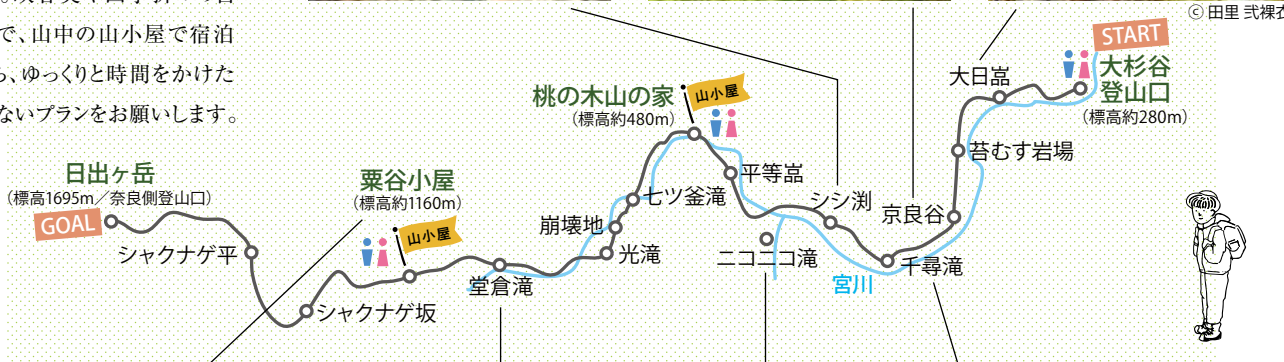 で、山中の山小屋で宿泊
ゆっくりと時間をかけた
ないプランをお願いします。
© 田里 弐裸衣
START
大杉谷
登山口
(標高約280m)
大日嵓
苔むす岩場
京良谷
千尋滝
シシ渕
宮川
ニコニコ滝
平等嵓
桃の木山の家
(標高約480m)
山小屋
七ツ釜滝
崩壊地
光滝
堂倉滝
粟谷小屋
(標高約1160m)
山小屋
シャクナゲ坂
シャクナゲ平
日出ヶ岳
(標高1695m/奈良側登山口)
GOAL